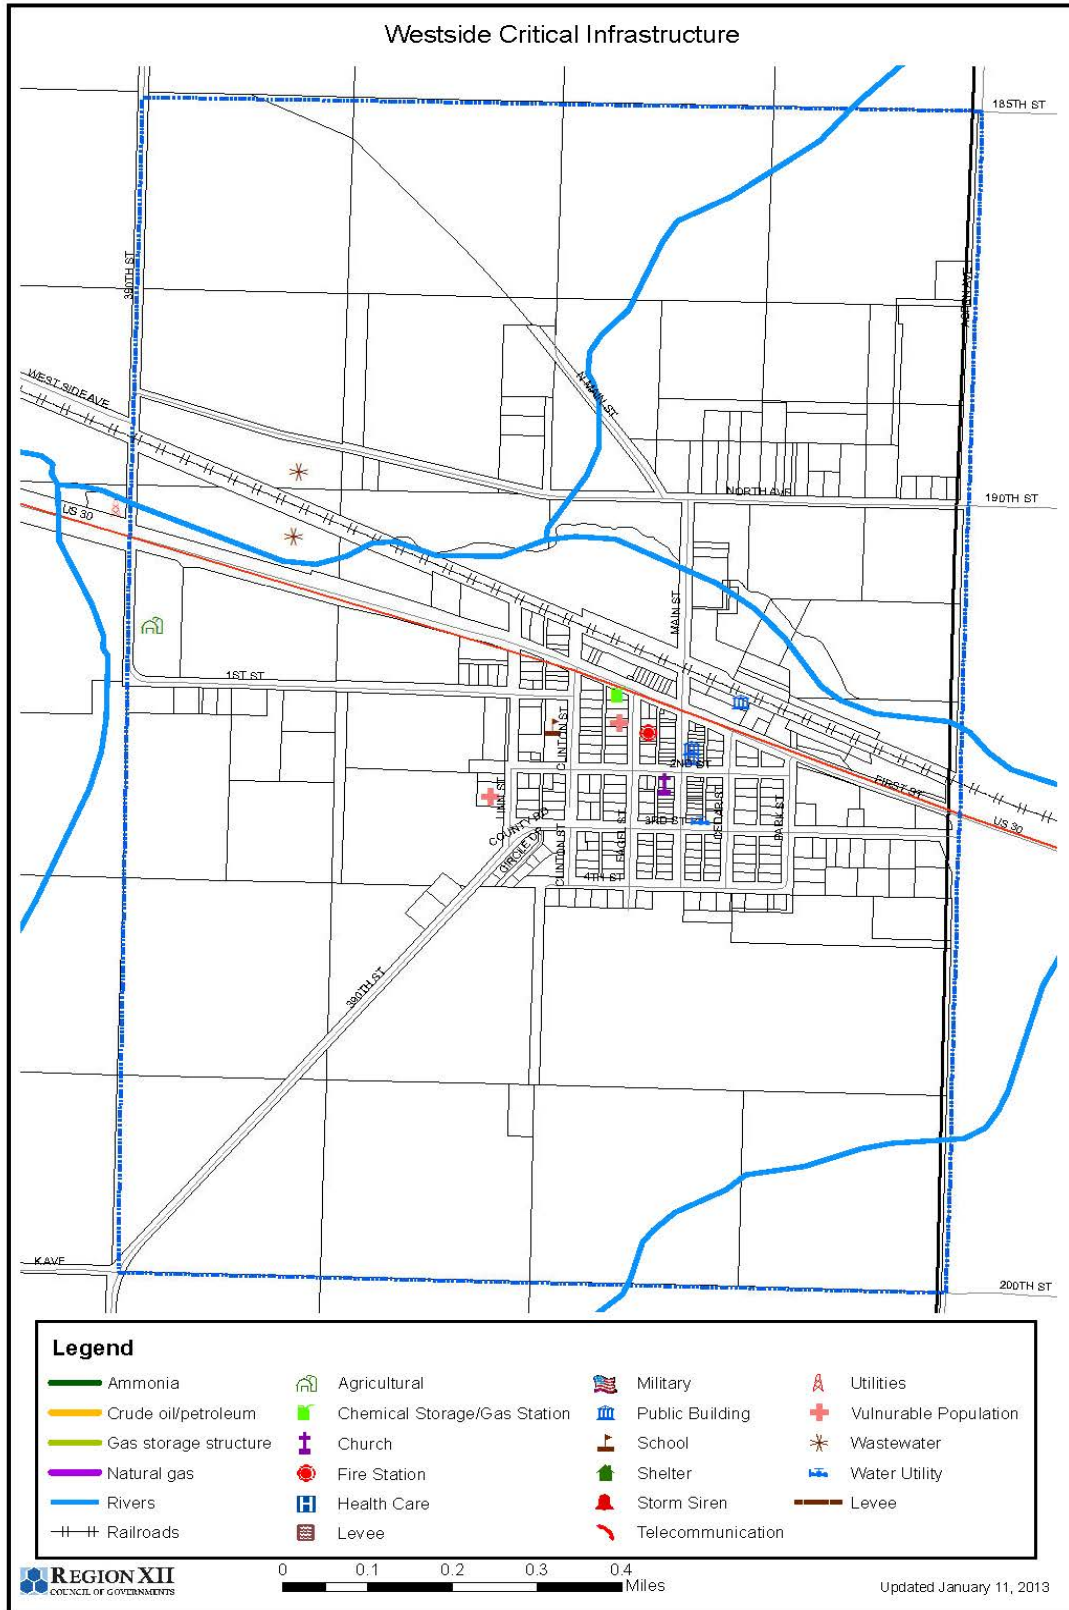 Westside Critical Infrastructure
185TH ST
390TH ST
ASPEN AVE
WEST SIDE AVE
N MAIN ST
NORTH AVE
190TH ST
US 30
MAIN ST
1ST ST
CLINTON ST
2ND ST
FIRST ST
LINN ST
US 30
COUNTY RD
3RD ST
CEDAR ST
PARK ST
CIRCLE DR
CLINTON ST
4TH ST
390TH ST
K AVE
200TH ST
Legend
Ammonia
Crude oil/petroleum
Gas storage structure
Natural gas
Rivers
Railroads
Agricultural
Chemical Storage/Gas Station
Church
Fire Station
Health Care
Levee
Military
Public Building
School
Shelter
Storm Siren
Telecommunication
Utilities
Vulnurable Population
Wastewater
Water Utility
Levee
REGION XII
COUNCIL OF GOVERNMENTS
0 0.1 0.2 0.3 0.4
Miles
Updated January 11, 2013